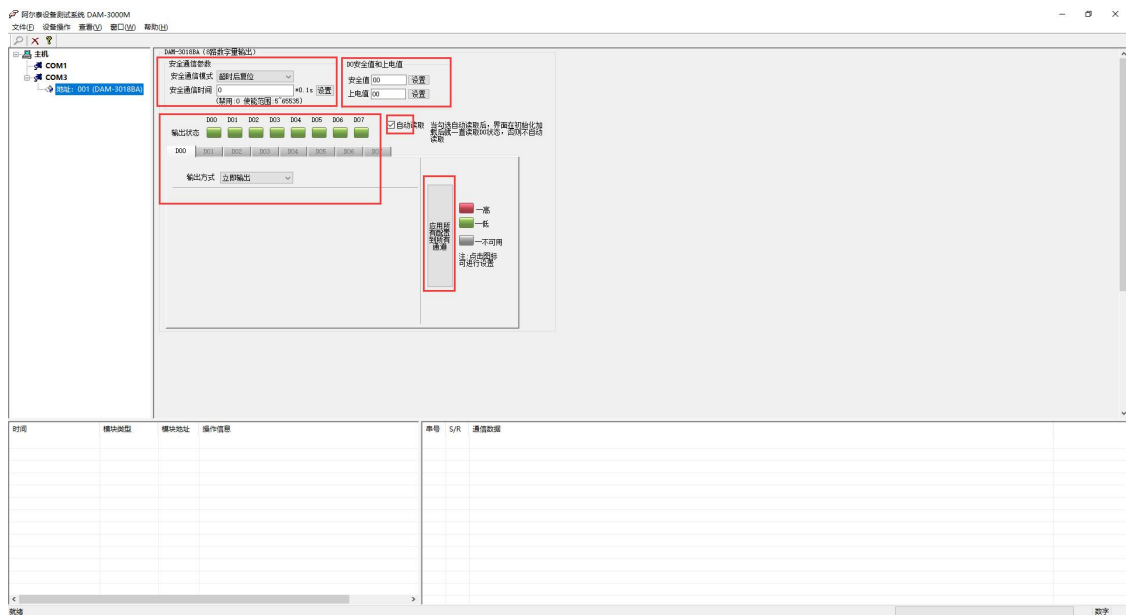 阿尔泰设备测试系统 DAM-3000M
文件(F) 设备操作 查看(V) 窗口(W) 帮助(H)
主机
COM1
COM3
地址: 001 (DAM-3018BA)
DAM-3018BA (8路数字量输出)
安全通信参数
安全通信模式 超时后复位
安全通信时间 0 *0.1s 设置
(禁用:0 使能范围:5~65535)
DO安全值和上电值
安全值 00 设置
上电值 00 设置
DO0 DO1 DO2 DO3 DO4 DO5 DO6 DO7
输出状态
自动读取 当勾选自动读取后，界面在初始化加
载后就一直读取DO状态，否则不自动
读取
DO0 DO1 DO2 DO3 DO4 DO5 DO6
输出方式 立即输出
应用所
有配置
到所有
通道
—高
—低
—不可用
注:点击图标
可进行设置
时间 模块类型 模块地址 操作信息
串号 S/R 通信数据
就绪 数字